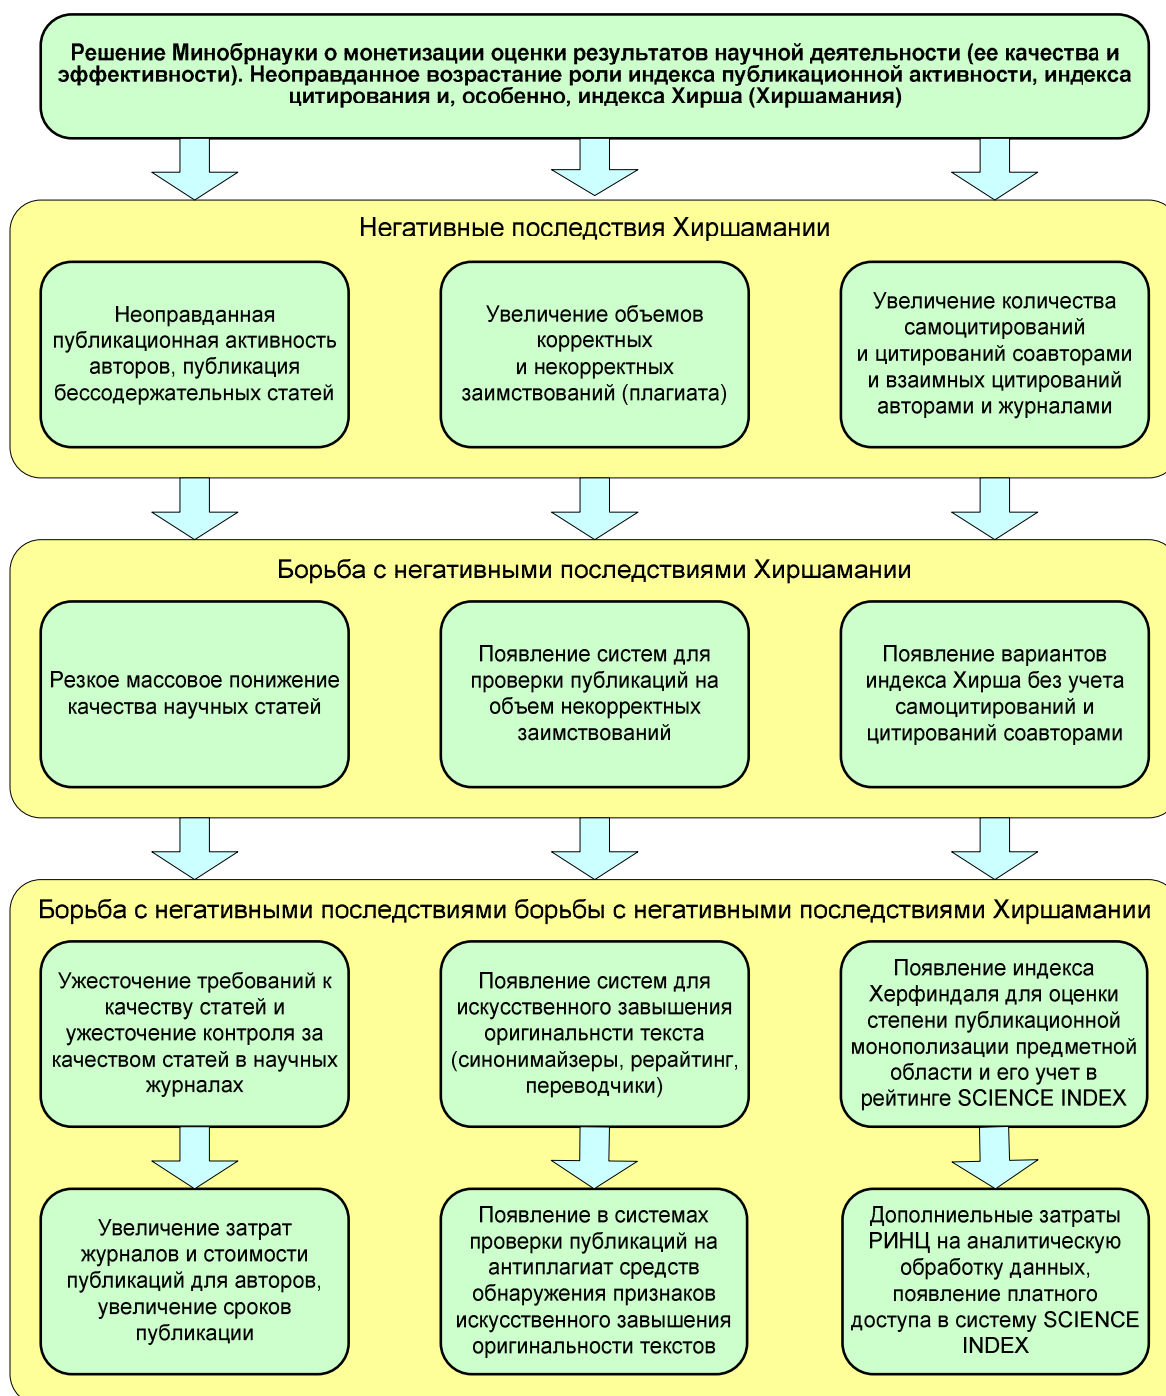 Решение Минобрнауки о монетизации оценки результатов научной деятельности (ее качества и
эффективности). Неоправданное возрастание роли индекса публикационной активности, индекса
цитирования и, особенно, индекса Хирша (Хиршамания)
Негативные последствия Хиршамании
Неоправданная
публикационная активность
авторов, публикация
бессодержательных статей
Увеличение объемов
корректных
и некорректных
заимствований (плагиата)
Увеличение количества
самоцитирований
и цитирований соавторами
и взаимных цитирований
авторами и журналами
Борьба с негативными последствиями Хиршамании
Резкое массовое понижение
качества научных статей
Появление систем для
проверки публикаций на
объем некорректных
заимствований
Появление вариантов
индекса Хирша без учета
самоцитирований и
цитирований соавторами
Борьба с негативными последствиями борьбы с негативными последствиями Хиршамании
Ужесточение требований к
качеству статей и
ужесточение контроля за
качеством статей в научных
журналах
Появление систем для
искусственного завышения
оригинальнсти текста
(синонимайзеры, рерайтинг,
переводчики)
Появление индекса
Херфиндаля для оценки
степени публикационной
монополизации предметной
области и его учет в
рейтинге SCIENCE INDEX
Увеличение затрат
журналов и стоимости
публикаций для авторов,
увеличение сроков
публикации
Появление в системах
проверки публикаций на
антиплагиат средств
обнаружения признаков
искусственного завышения
оригинальности текстов
Дополниельные затраты
РИНЦ на аналитическую
обработку данных,
появление платного
доступа в систему SCIENCE
INDEX